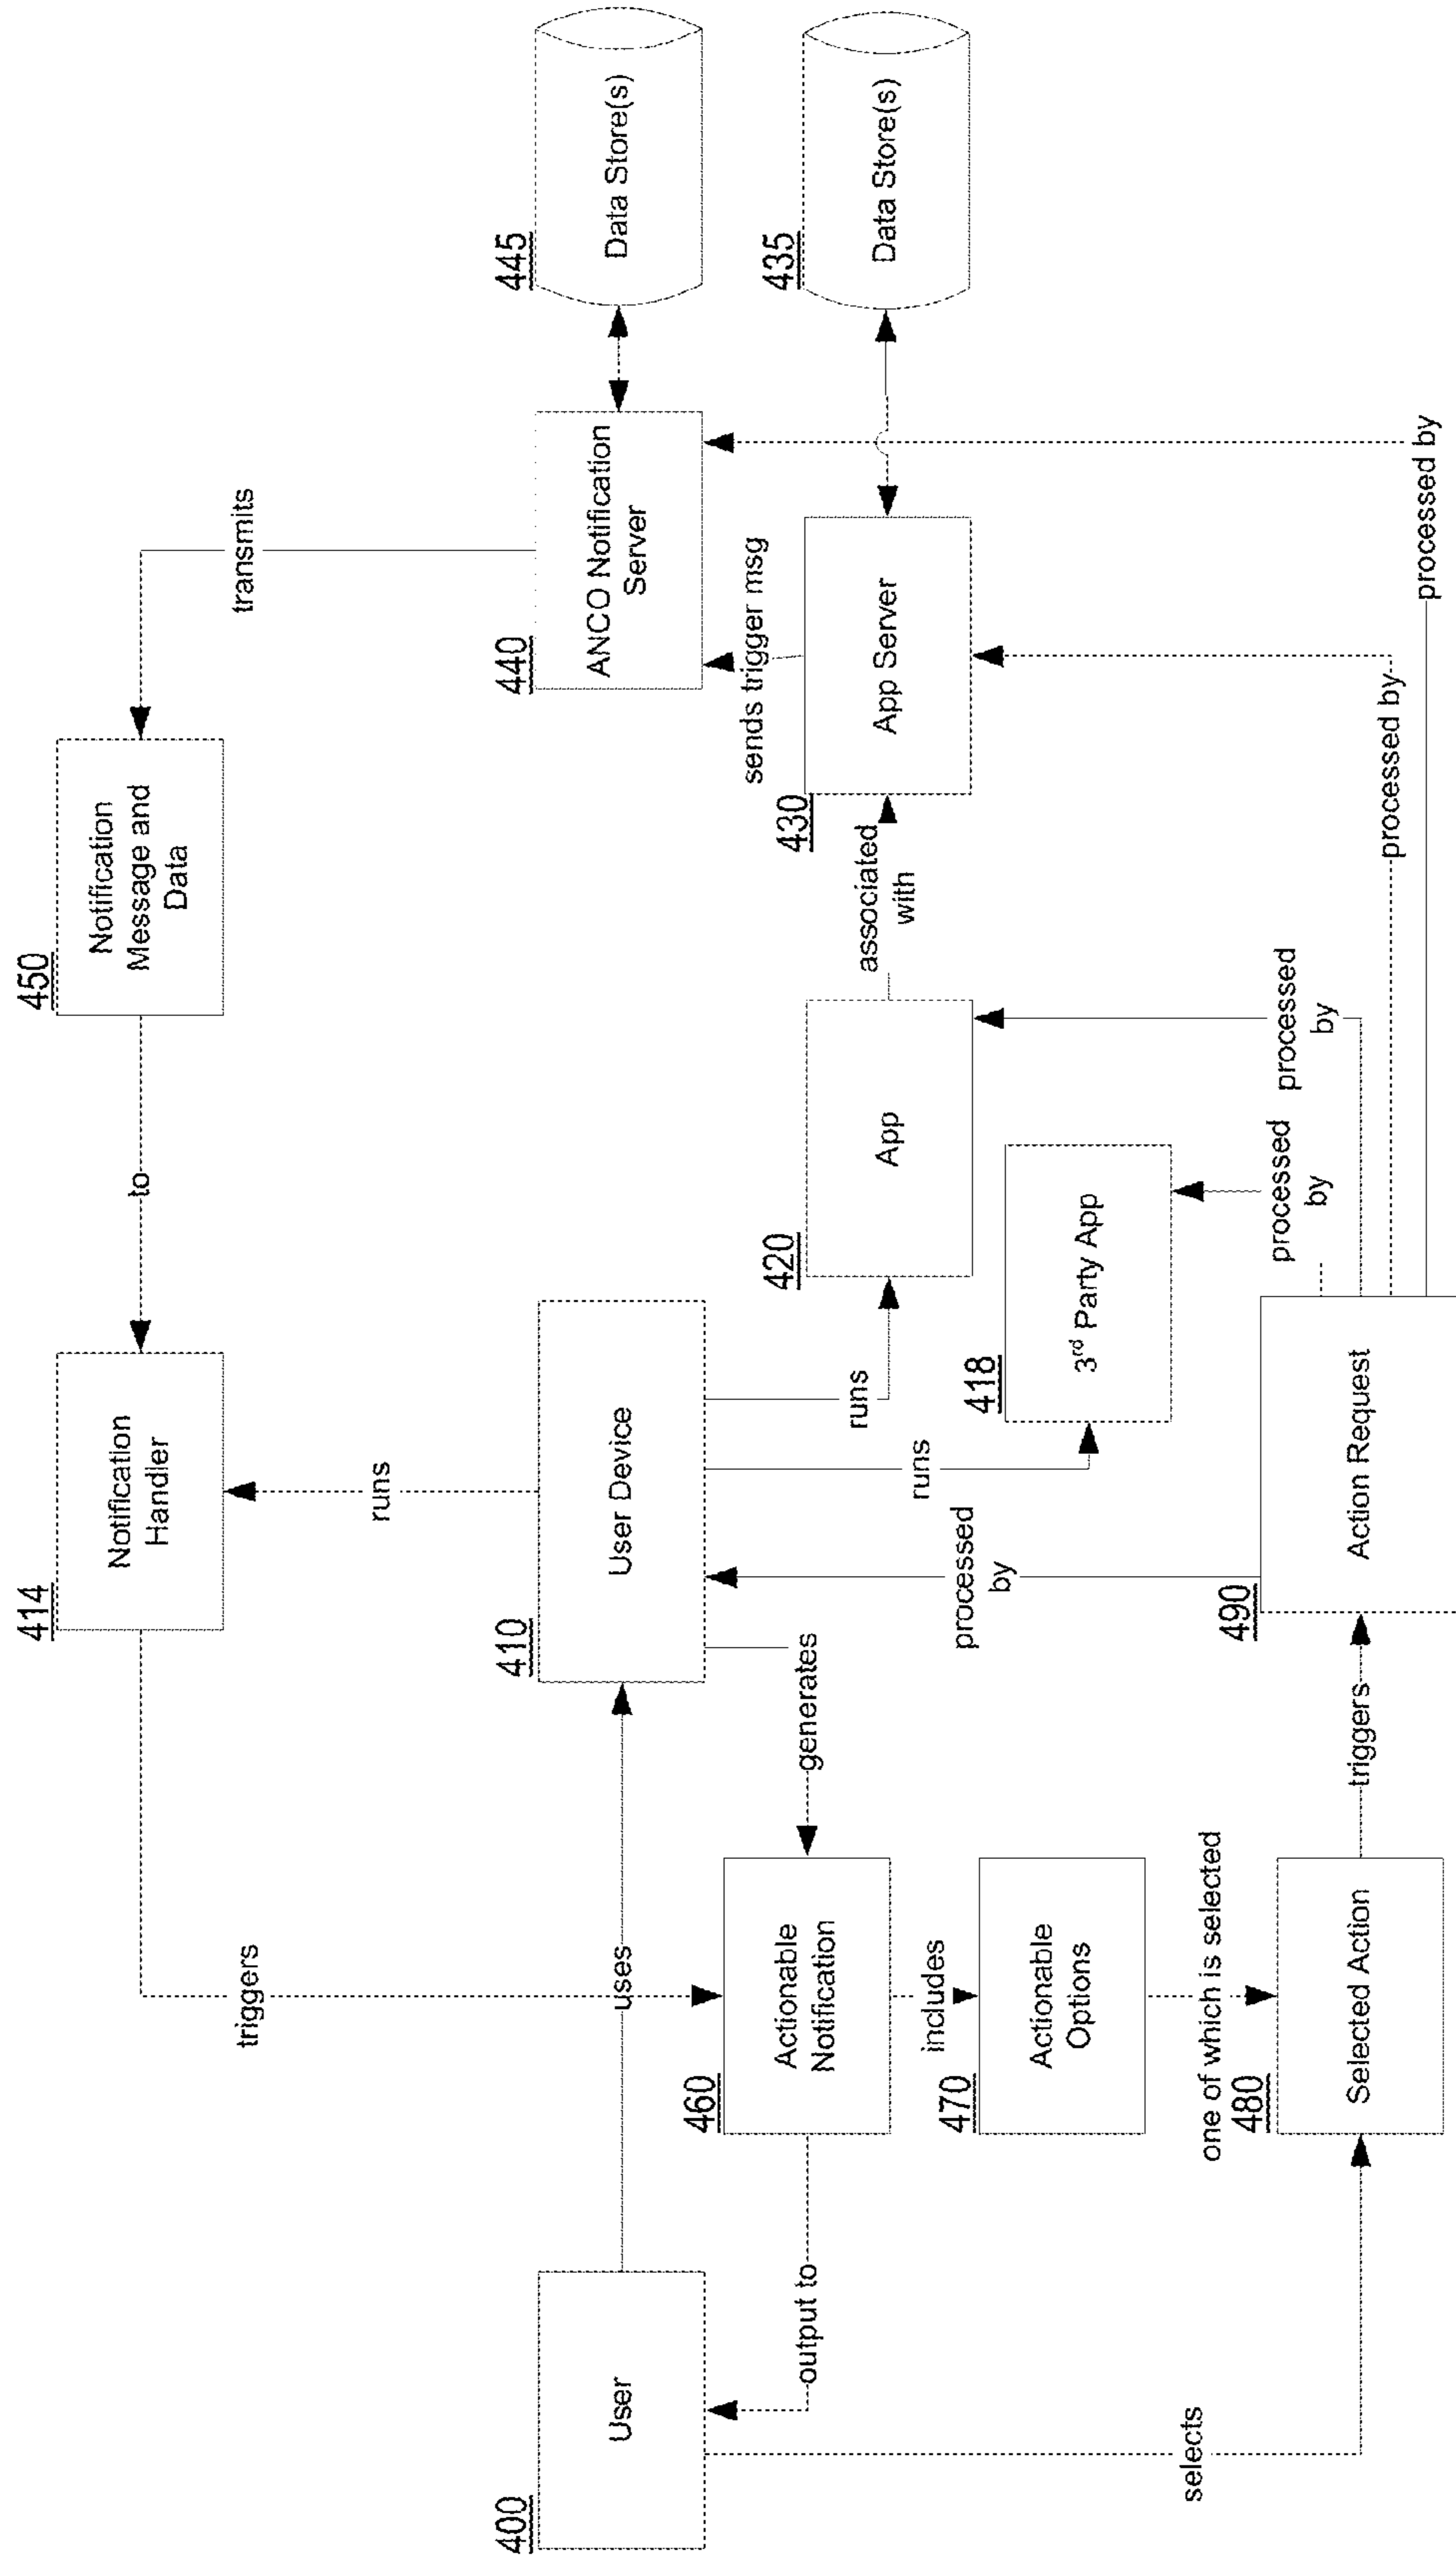 450
Notification
Message and
Data
transmits
445
Data Store(s)
440
ANCO Notification
Server
to
414
Notification
Handler
runs
triggers
400
User
uses
410
User Device
sends trigger msg
435
Data Store(s)
430
App Server
associated
with
420
App
runs
418
3rd Party App
runs
processed
by
generates
460
Actionable
Notification
output to
includes
470
Actionable
Options
one of which is selected
selects
480
Selected Action
triggers
490
Action Request
processed
by
processed
by
processed by
processed by